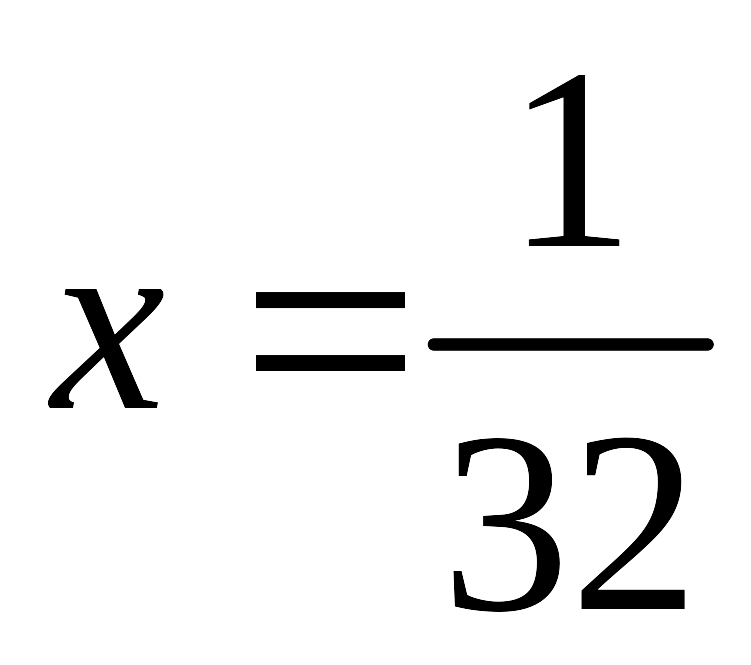 x = 1/32